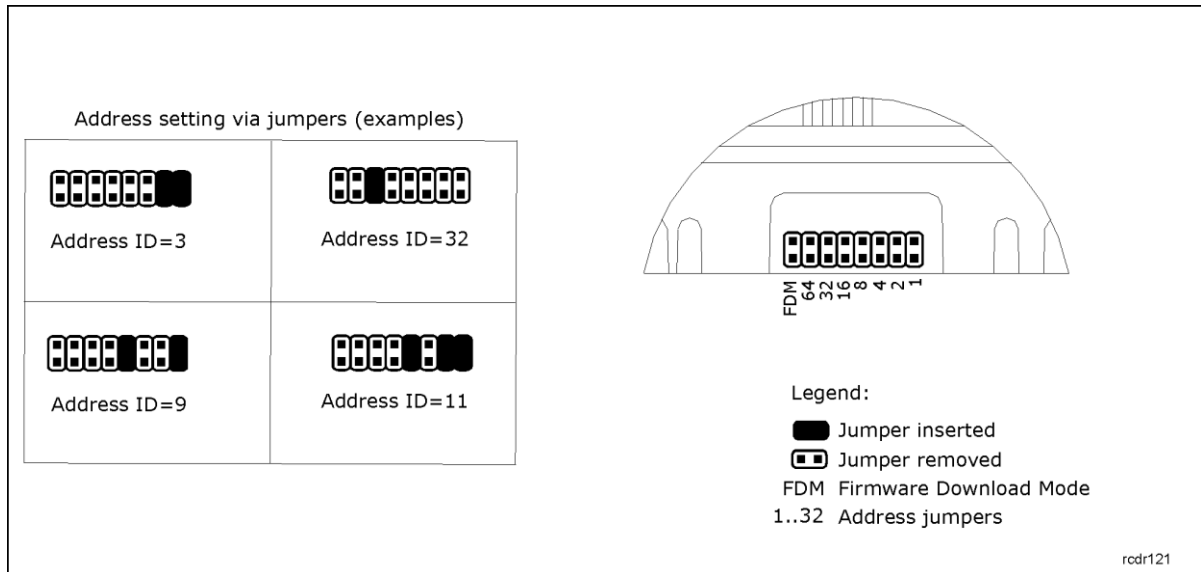 Address setting via jumpers (examples)
Address ID=3
Address ID=32
Address ID=9
Address ID=11
FDM
64
32
16
8
4
2
1
Legend:
Jumper inserted
Jumper removed
FDM Firmware Download Mode
1..32 Address jumpers
rcdr121